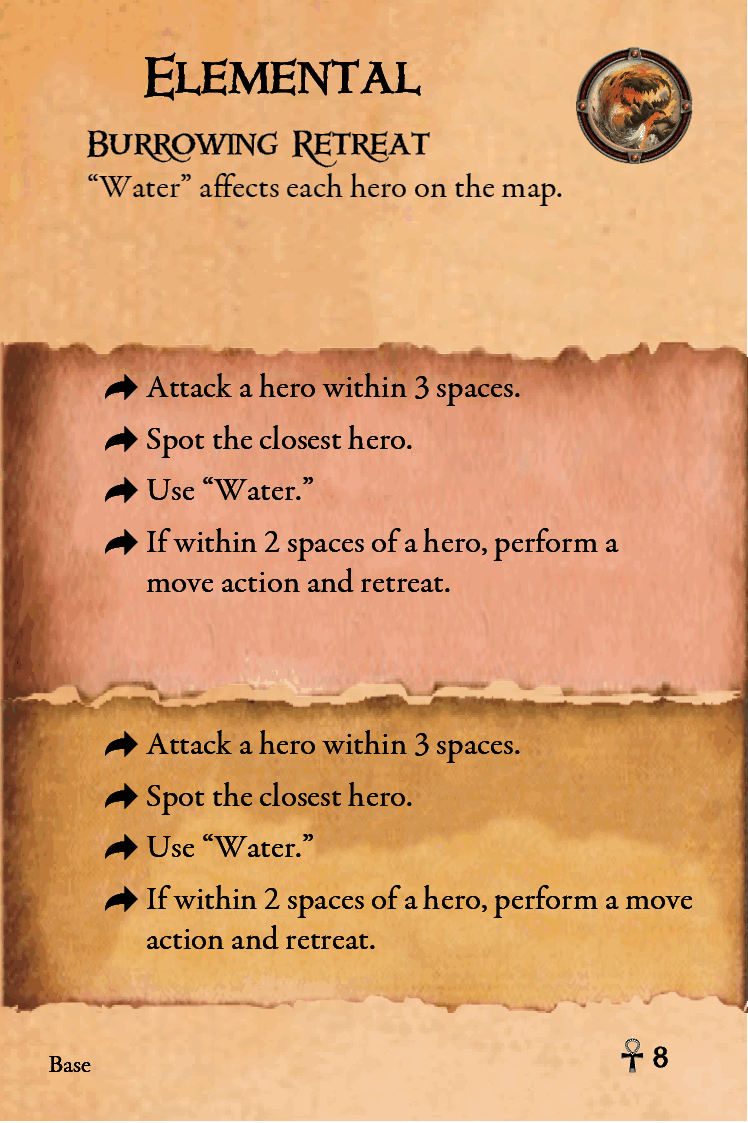 Elemental
Burrowing Retreat
“Water” affects each hero on the map.
Attack a hero within 3 spaces.
Spot the closest hero.
Use “Water.”
If within 2 spaces of a hero, perform a
move action and retreat.
Attack a hero within 3 spaces.
Spot the closest hero.
Use “Water.”
If within 2 spaces of a hero, perform a move
action and retreat.
Base
8